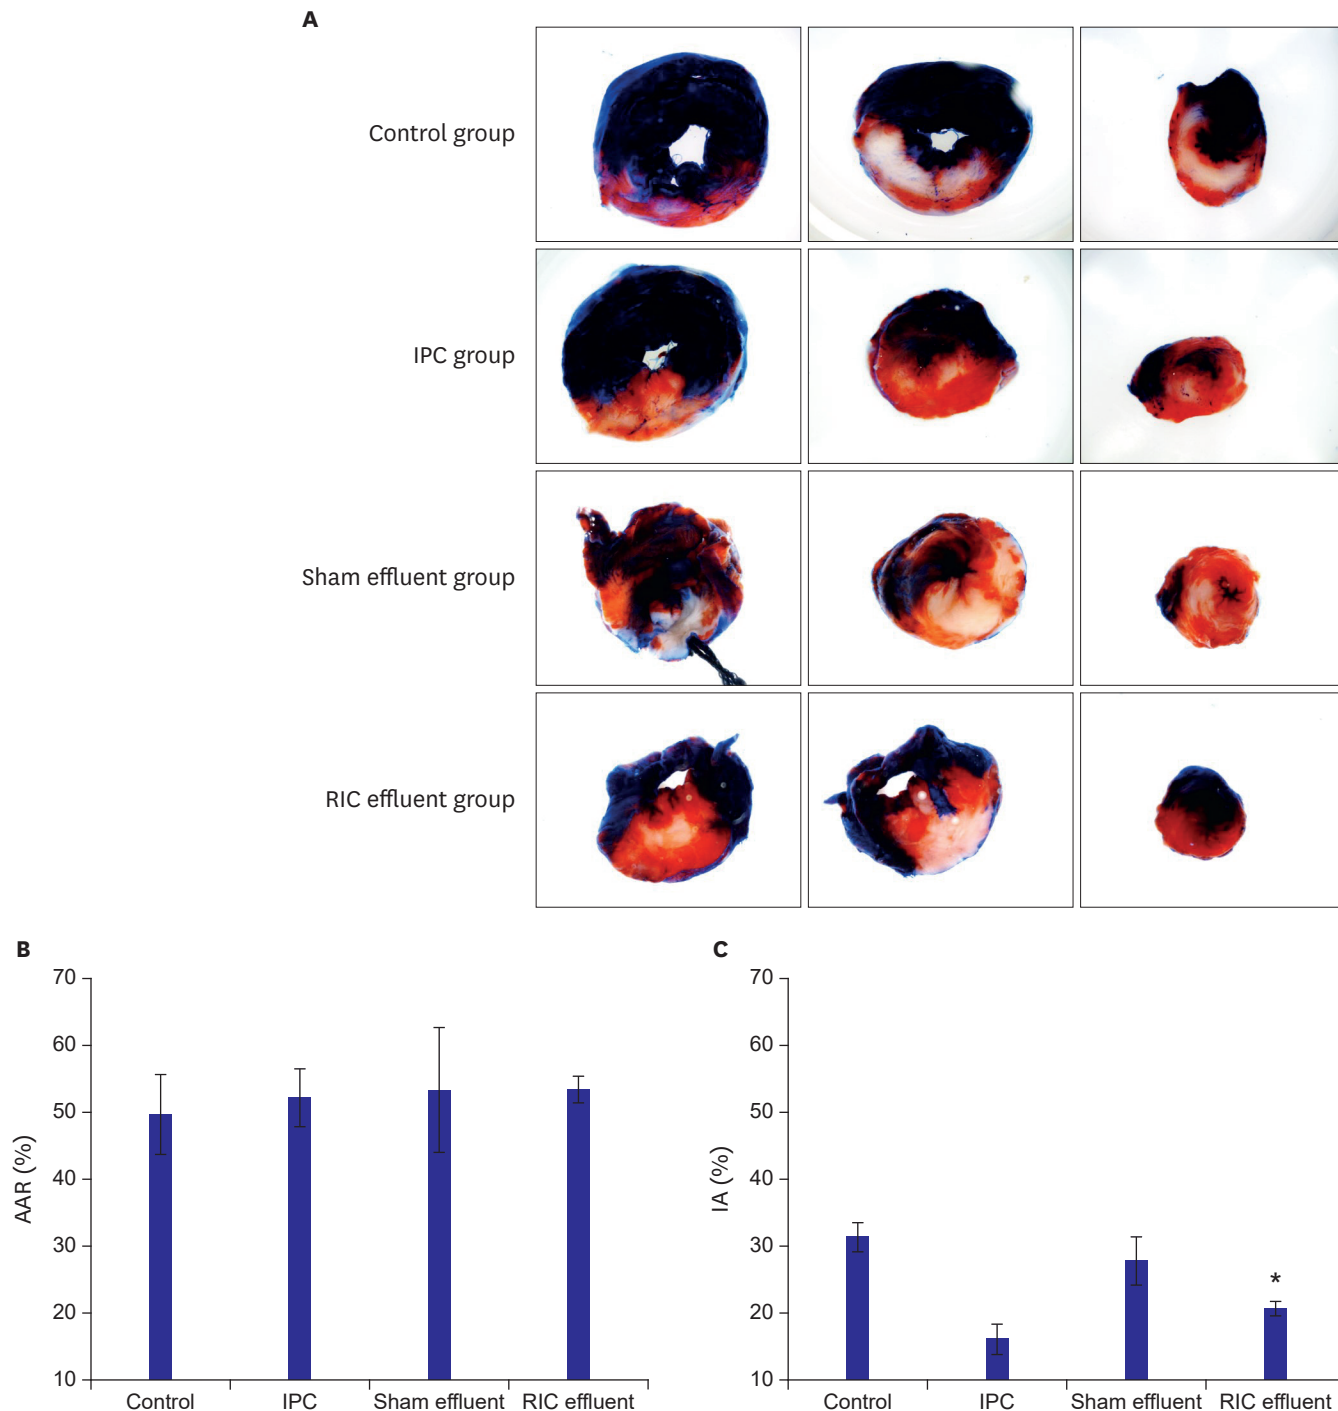 A
Control group
IPC group
Sham effluent group
RIC effluent group
B
70
60
50
40
30
20
10
AAR (%)
Control IPC Sham effluent RIC effluent
C
70
60
50
40
30
20
10
IA (%)
*
Control IPC Sham effluent RIC effluent